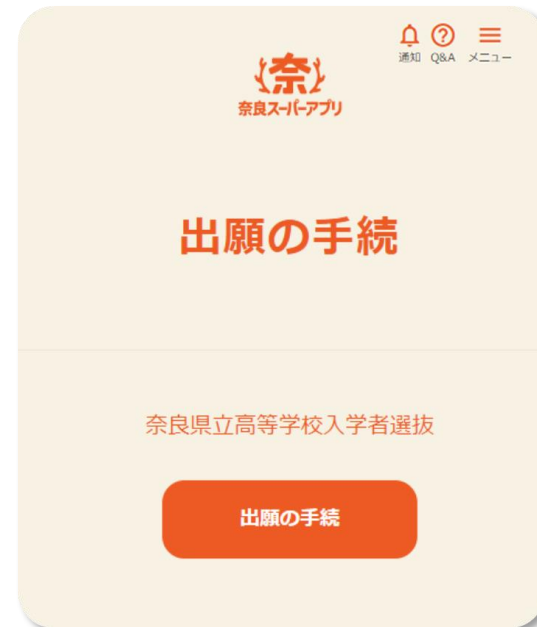 通知 Q&A メニュー
奈
奈良スーパーアプリ
出願の手続
奈良県立高等学校入学者選抜
出願の手続